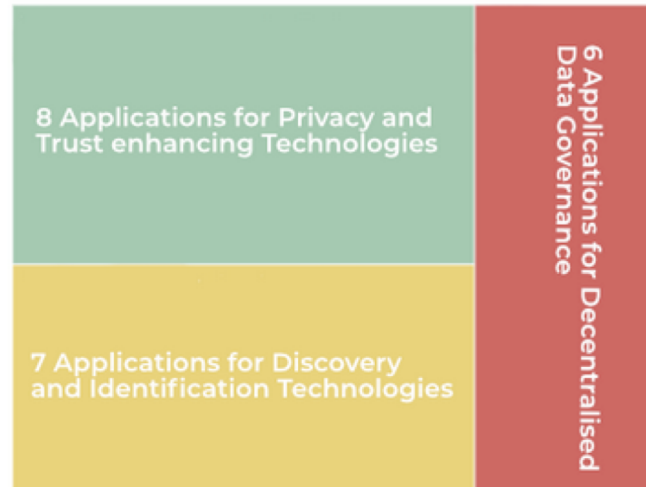 8 Applications for Privacy and
Trust enhancing Technologies
7 Applications for Discovery
and Identification Technologies
6 Applications for Decentralised
Data Governance